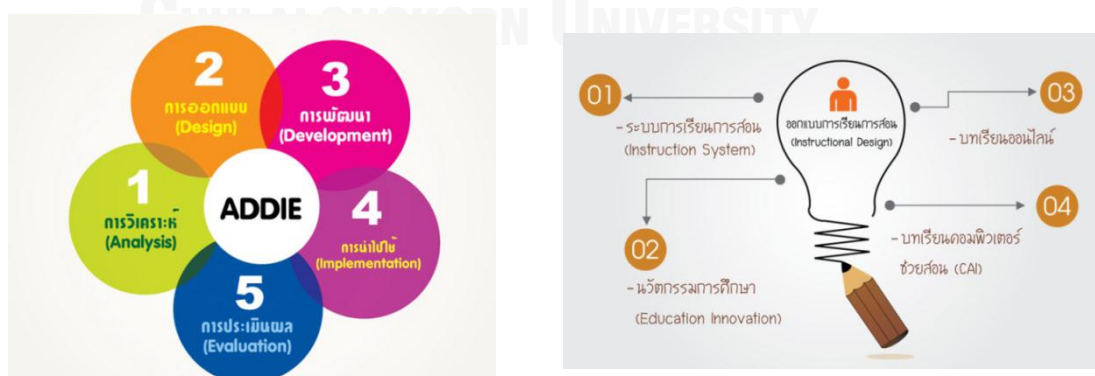 CHULALONGKORN UNIVERSITY
2
การออกแบบ
(Design)
3
การพัฒนา
(Development)
1
การวิเคราะห์
(Analysis)
ADDIE
4
การนำไปใช้
(Implementation)
5
การประเมินผล
(Evaluation)
ออกแบบการเรียนการสอน
(Instructional Design)
01
- ระบบการเรียนการสอน
(Instruction System)
02
- นวัตกรรมการศึกษา
(Education Innovation)
03
- บทเรียนออนไลน์
04
- บทเรียนคอมพิวเตอร์
ช่วยสอน (CAI)